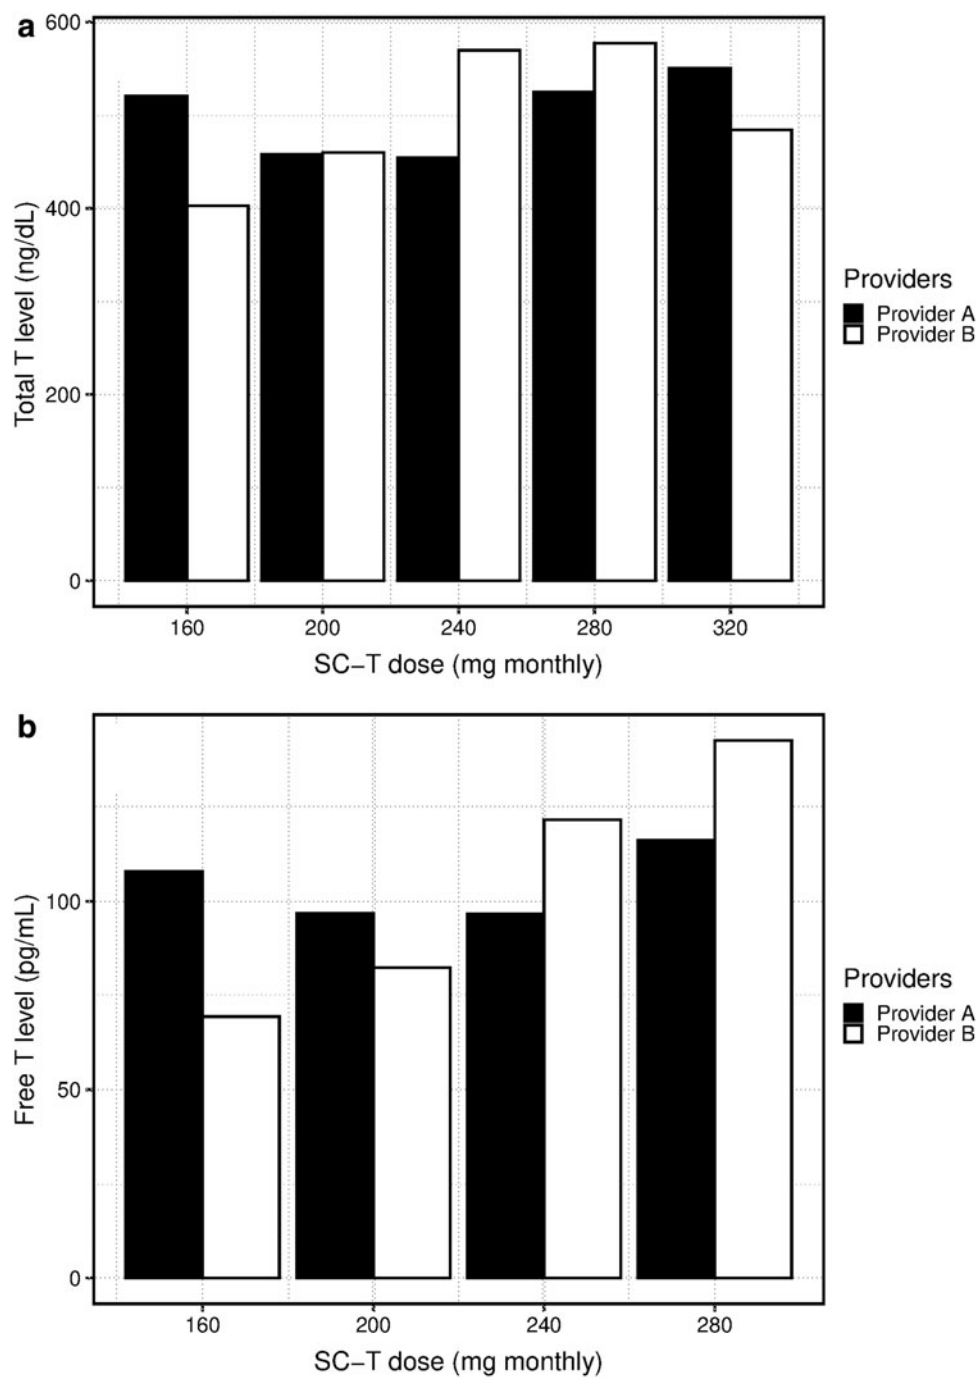 a
600
400
200
0
Total T level (ng/dL)
160 200 240 280 320
SC−T dose (mg monthly)
Providers
Provider A
Provider B
b
100
50
0
Free T level (pg/mL)
160 200 240 280
SC−T dose (mg monthly)
Providers
Provider A
Provider B